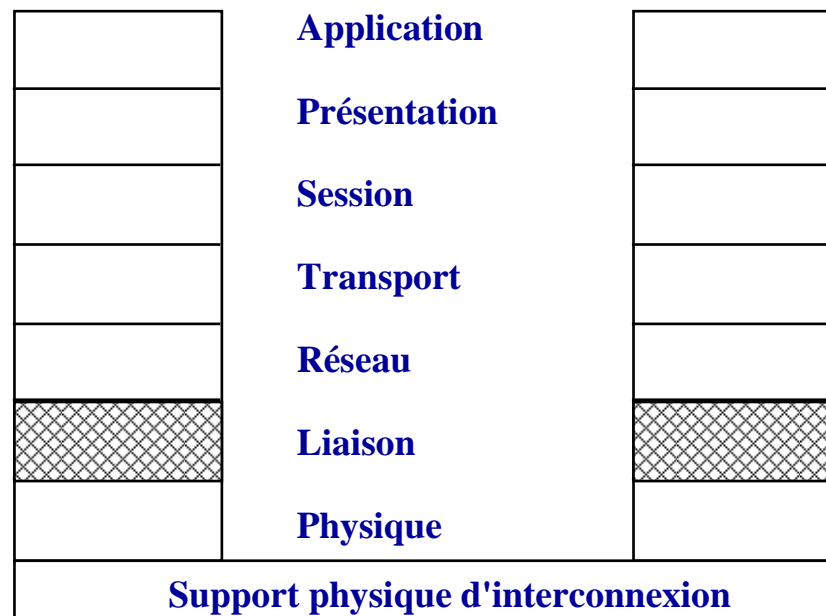 Application
Présentation
Session
Transport
Réseau
Liaison
Physique
Support physique d'interconnexion